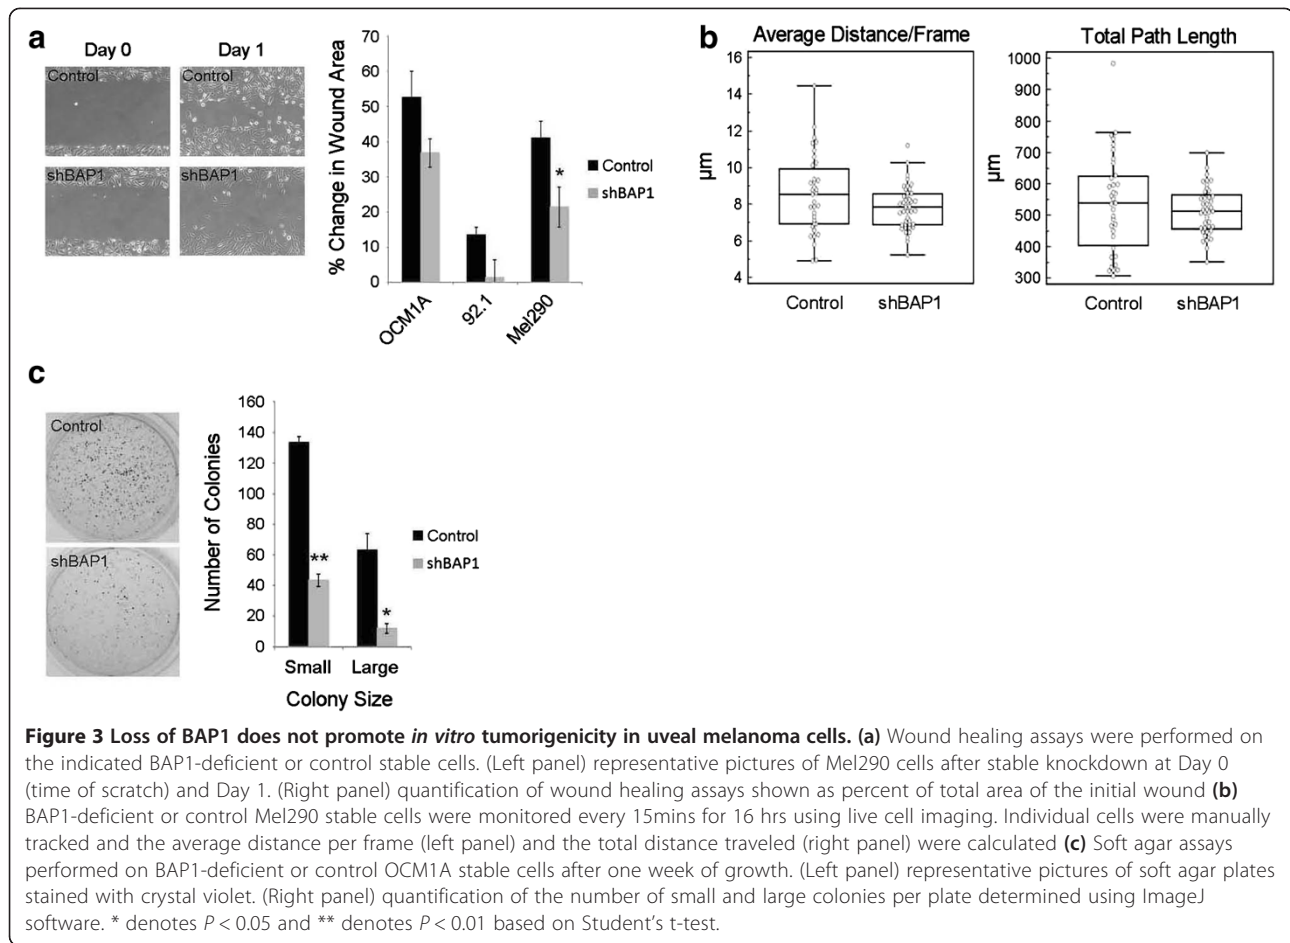 a
Day 0
Day 1
Control
Control
shBAP1
shBAP1
% Change in Wound Area
70
60
50
40
30
20
10
0
*
OCM1A
92.1
Mel290
Control
shBAP1
b
Average Distance/Frame
µm
16
14
12
10
8
6
4
Control
shBAP1
Total Path Length
µm
1000
900
800
700
600
500
400
300
Control
shBAP1
c
Control
shBAP1
Number of Colonies
160
140
120
100
80
60
40
20
0
**
*
Small
Large
Colony Size
Control
shBAP1
Figure 3 Loss of BAP1 does not promote in vitro tumorigenicity in uveal melanoma cells. (a) Wound healing assays were performed on
the indicated BAP1-deficient or control stable cells. (Left panel) representative pictures of Mel290 cells after stable knockdown at Day 0
(time of scratch) and Day 1. (Right panel) quantification of wound healing assays shown as percent of total area of the initial wound (b)
BAP1-deficient or control Mel290 stable cells were monitored every 15mins for 16 hrs using live cell imaging. Individual cells were manually
tracked and the average distance per frame (left panel) and the total distance traveled (right panel) were calculated (c) Soft agar assays
performed on BAP1-deficient or control OCM1A stable cells after one week of growth. (Left panel) representative pictures of soft agar plates
stained with crystal violet. (Right panel) quantification of the number of small and large colonies per plate determined using ImageJ
software. * denotes P < 0.05 and ** denotes P < 0.01 based on Student's t-test.